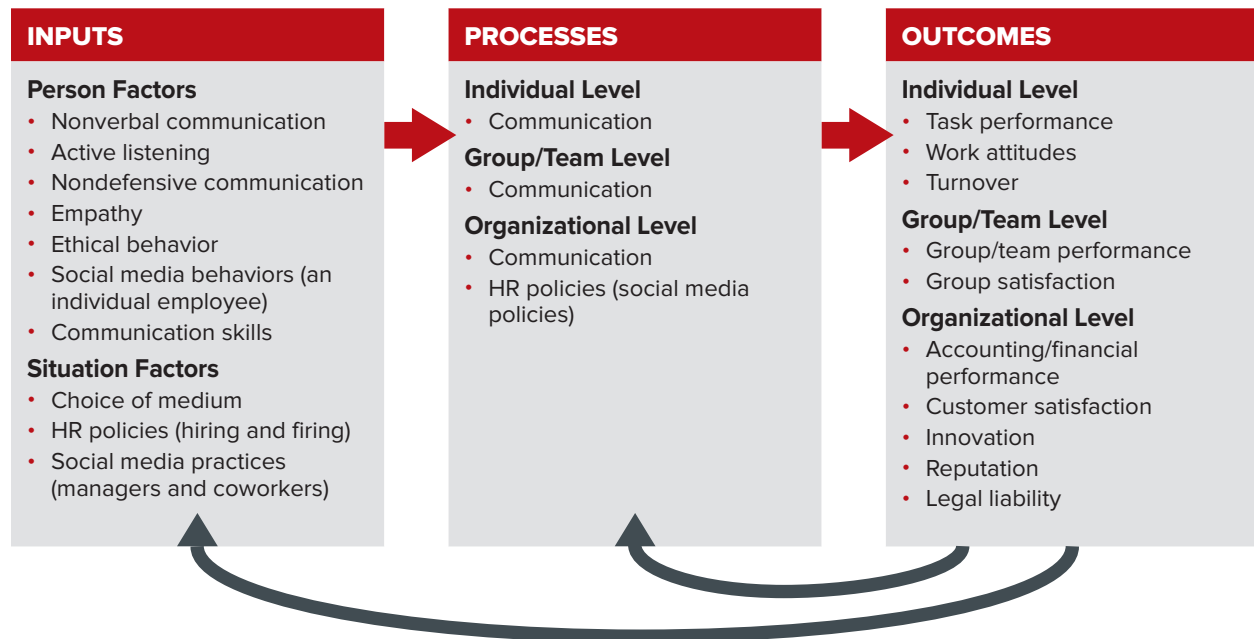 INPUTS
Person Factors
• Nonverbal communication
• Active listening
• Nondefensive communication
• Empathy
• Ethical behavior
• Social media behaviors (an
individual employee)
• Communication skills
Situation Factors
• Choice of medium
• HR policies (hiring and firing)
• Social media practices
(managers and coworkers)
PROCESSES
Individual Level
• Communication
Group/Team Level
• Communication
Organizational Level
• Communication
• HR policies (social media
policies)
OUTCOMES
Individual Level
• Task performance
• Work attitudes
• Turnover
Group/Team Level
• Group/team performance
• Group satisfaction
Organizational Level
• Accounting/financial
performance
• Customer satisfaction
• Innovation
• Reputation
• Legal liability